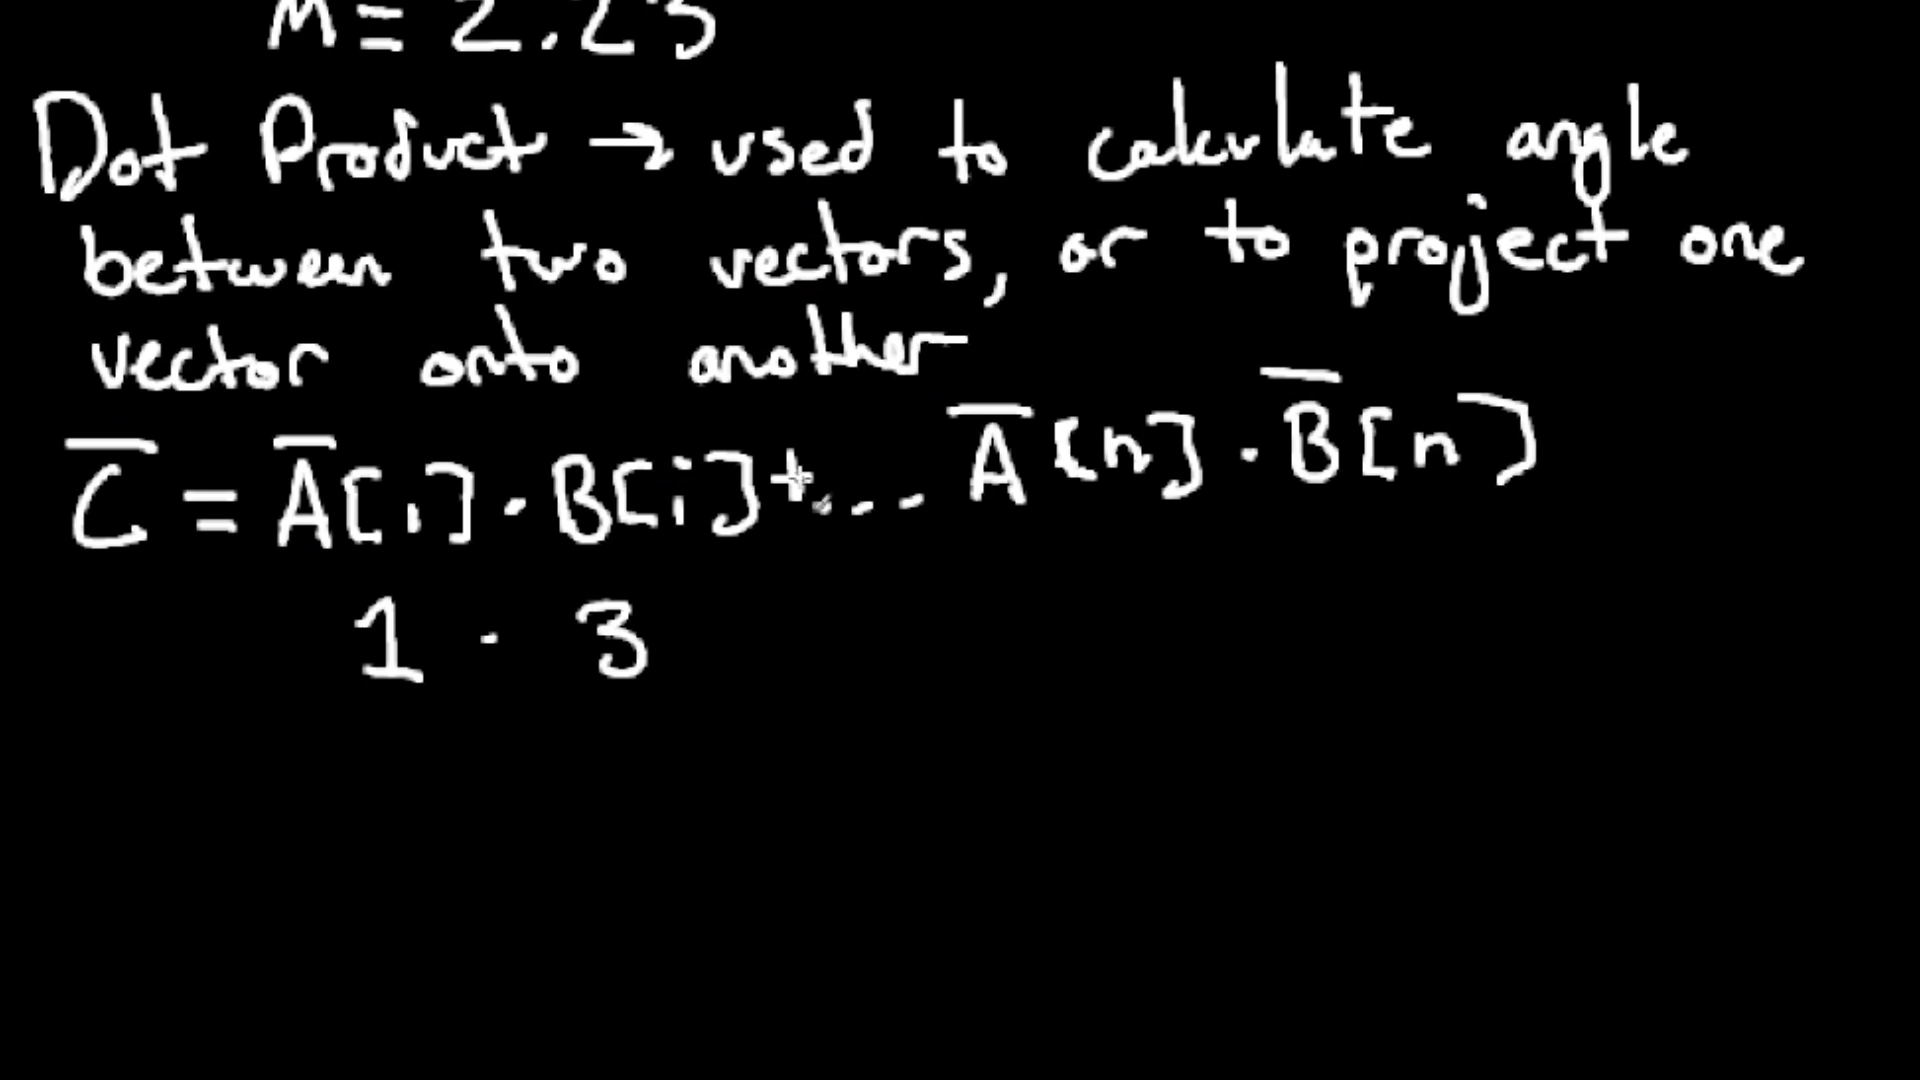 M = 2.23
Dot Product → used to calculate angle
between two vectors, or to project one
vector onto another
C̅ = A̅[i] · B[i] + ... A̅[n] · B̅[n]
1 · 3